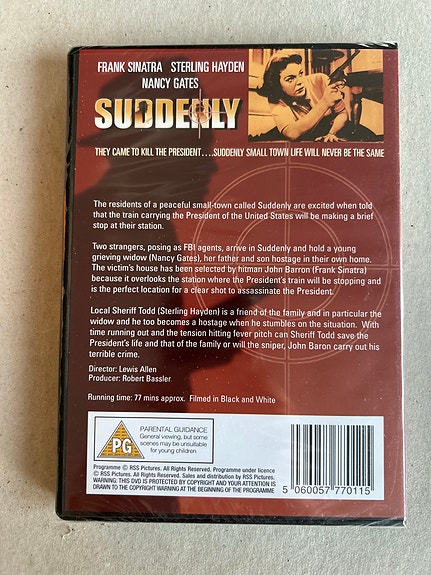 FRANK SINATRA STERLING HAYDEN
NANCY GATES
SUDDENLY
THEY CAME TO KILL THE PRESIDENT....SUDDENLY SMALL TOWN LIFE WILL NEVER BE THE SAME
The residents of a peaceful small-town called Suddenly are excited when told
that the train carrying the President of the United States will be making a brief
stop at their station.
Two strangers, posing as FBI agents, arrive in Suddenly and hold a young
grieving widow (Nancy Gates), her father and son hostage in their own home.
The victim's house has been selected by hitman John Barron (Frank Sinatra)
because it overlooks the station where the President's train will be stopping and
is the perfect location for a clear shot to assassinate the President.
Local Sheriff Todd (Sterling Hayden) is a friend of the family and in particular the
widow and he too becomes a hostage when he stumbles on the situation. With
time running out and the tension hitting fever pitch can Sheriff Todd save the
President's life and that of the family or will the sniper, John Baron carry out his
terrible crime.
Director: Lewis Allen
Producer: Robert Bassler
Running time: 77 mins approx. Filmed in Black and White
PG
PARENTAL GUIDANCE
General viewing, but some
scenes may be unsuitable
for young children.
Programme © RSS Pictures. All Rights Reserved. Programme under licence
© RSS Pictures. All Rights Reserved. Sales and distribution by RSS Pictures.
WARNING: THIS DVD IS PROTECTED BY COPYRIGHT AND YOUR ATTENTION IS
DRAWN TO THE COPYRIGHT WARNING AT THE BEGINNING OF THE PROGRAMME
5 060057 770115